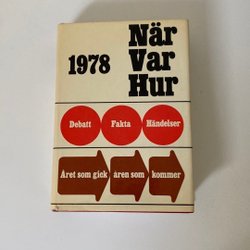 1978
När
Var
Hur
Debatt Fakta Händelser
Året som gick åren som kommer